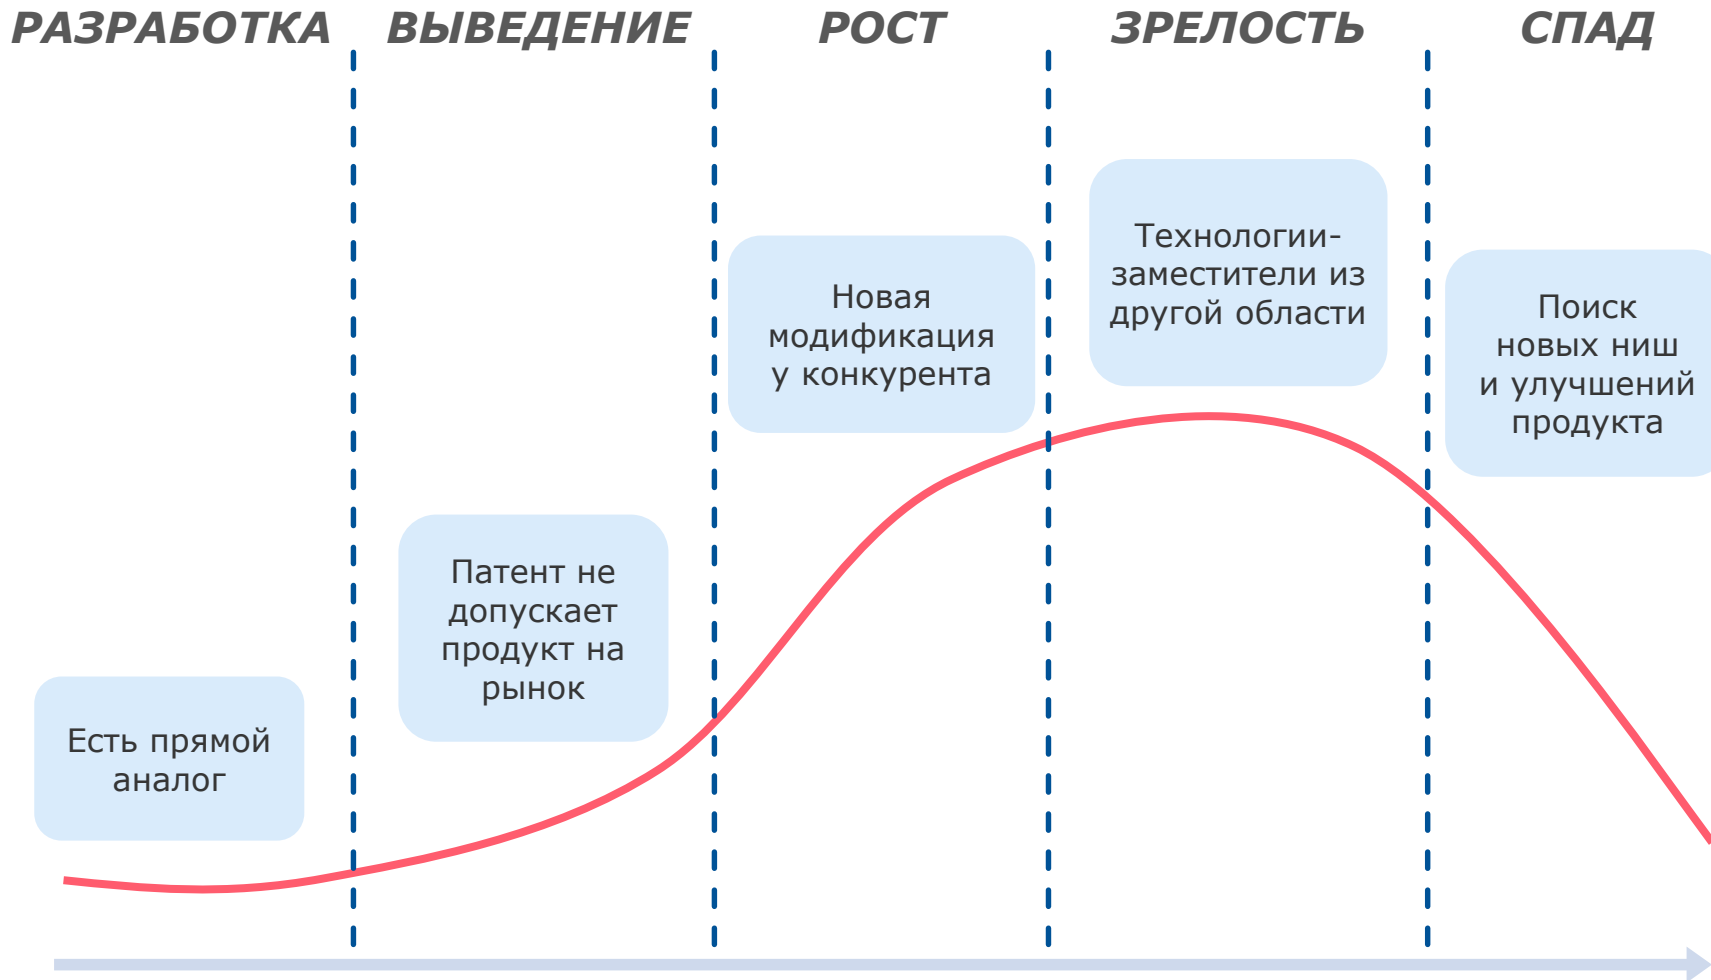 РАЗРАБОТКА
ВЫВЕДЕНИЕ
РОСТ
ЗРЕЛОСТЬ
СПАД
Есть прямой
аналог
Патент не
допускает
продукт на
рынок
Новая
модификация
у конкурента
Технологии-
заместители из
другой области
Поиск
новых ниш
и улучшений
продукта